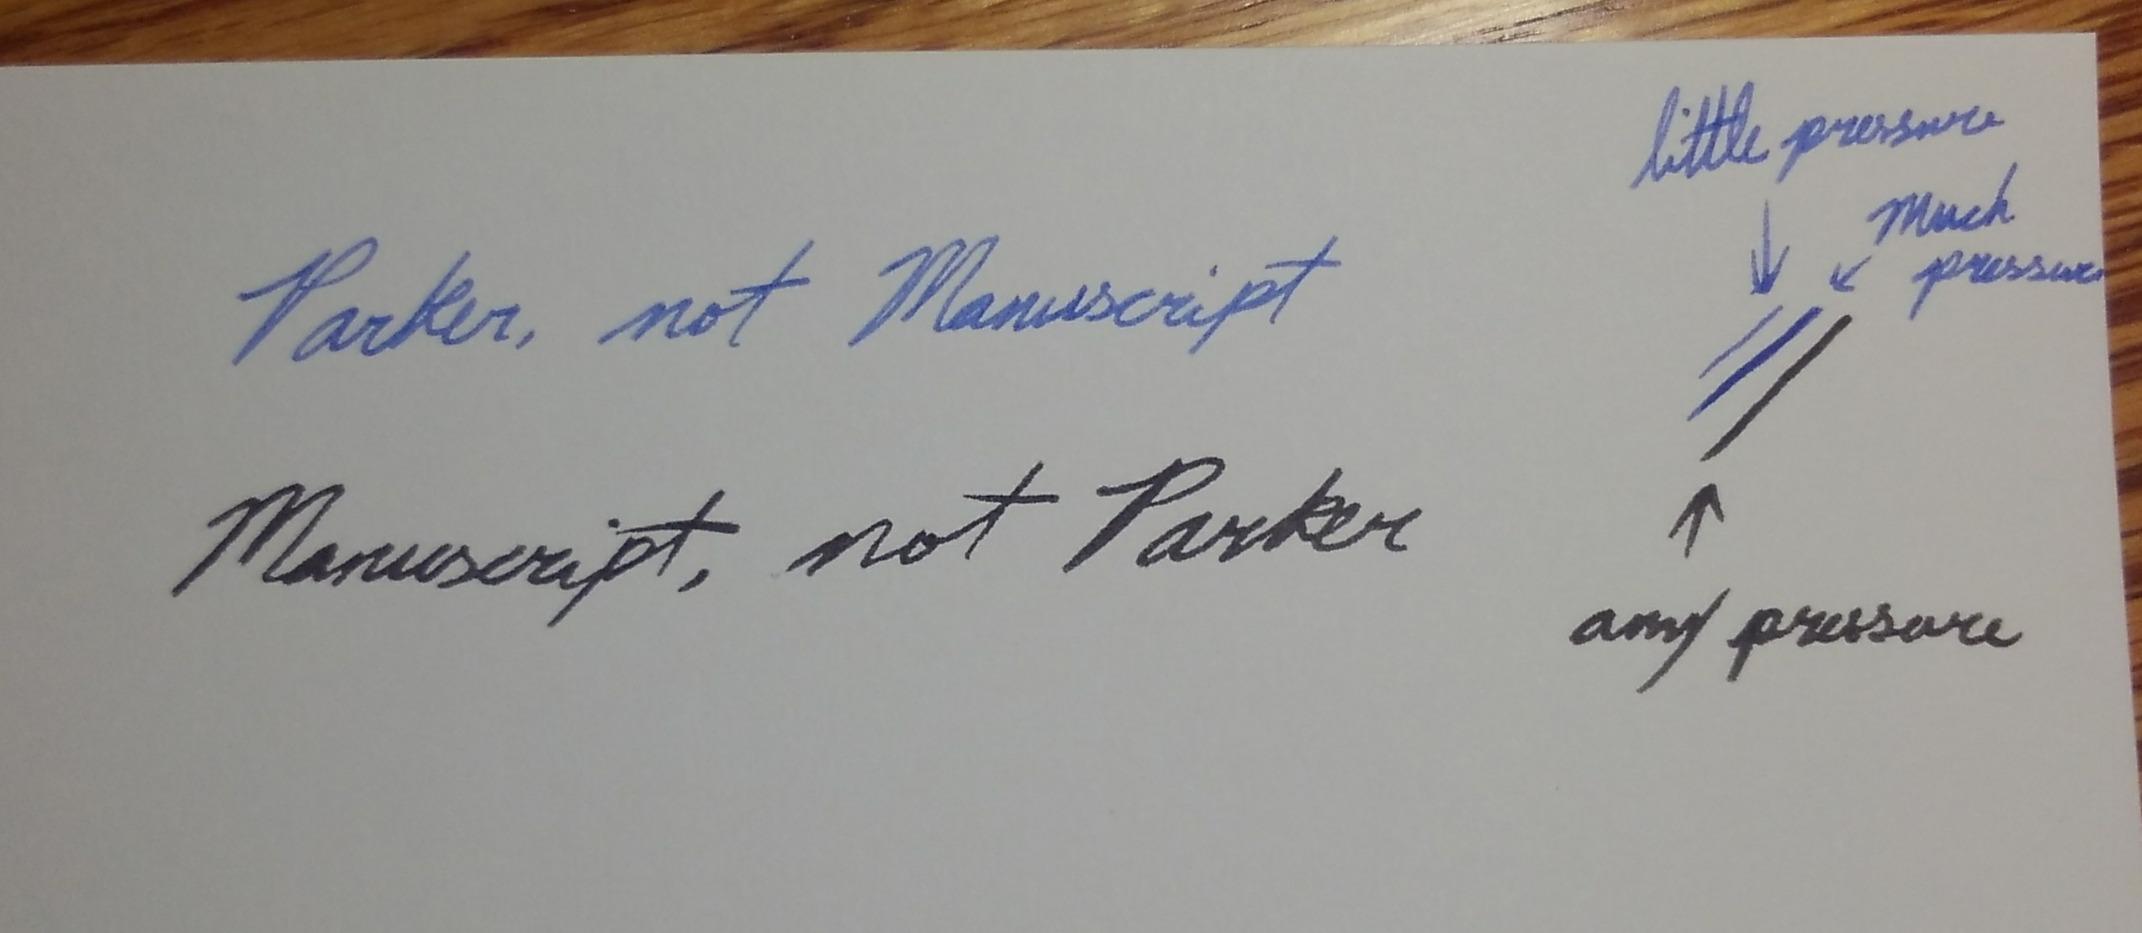 little pressure
Much
pressure
Parker, not Manuscript
Manuscript, not Parker
any pressure